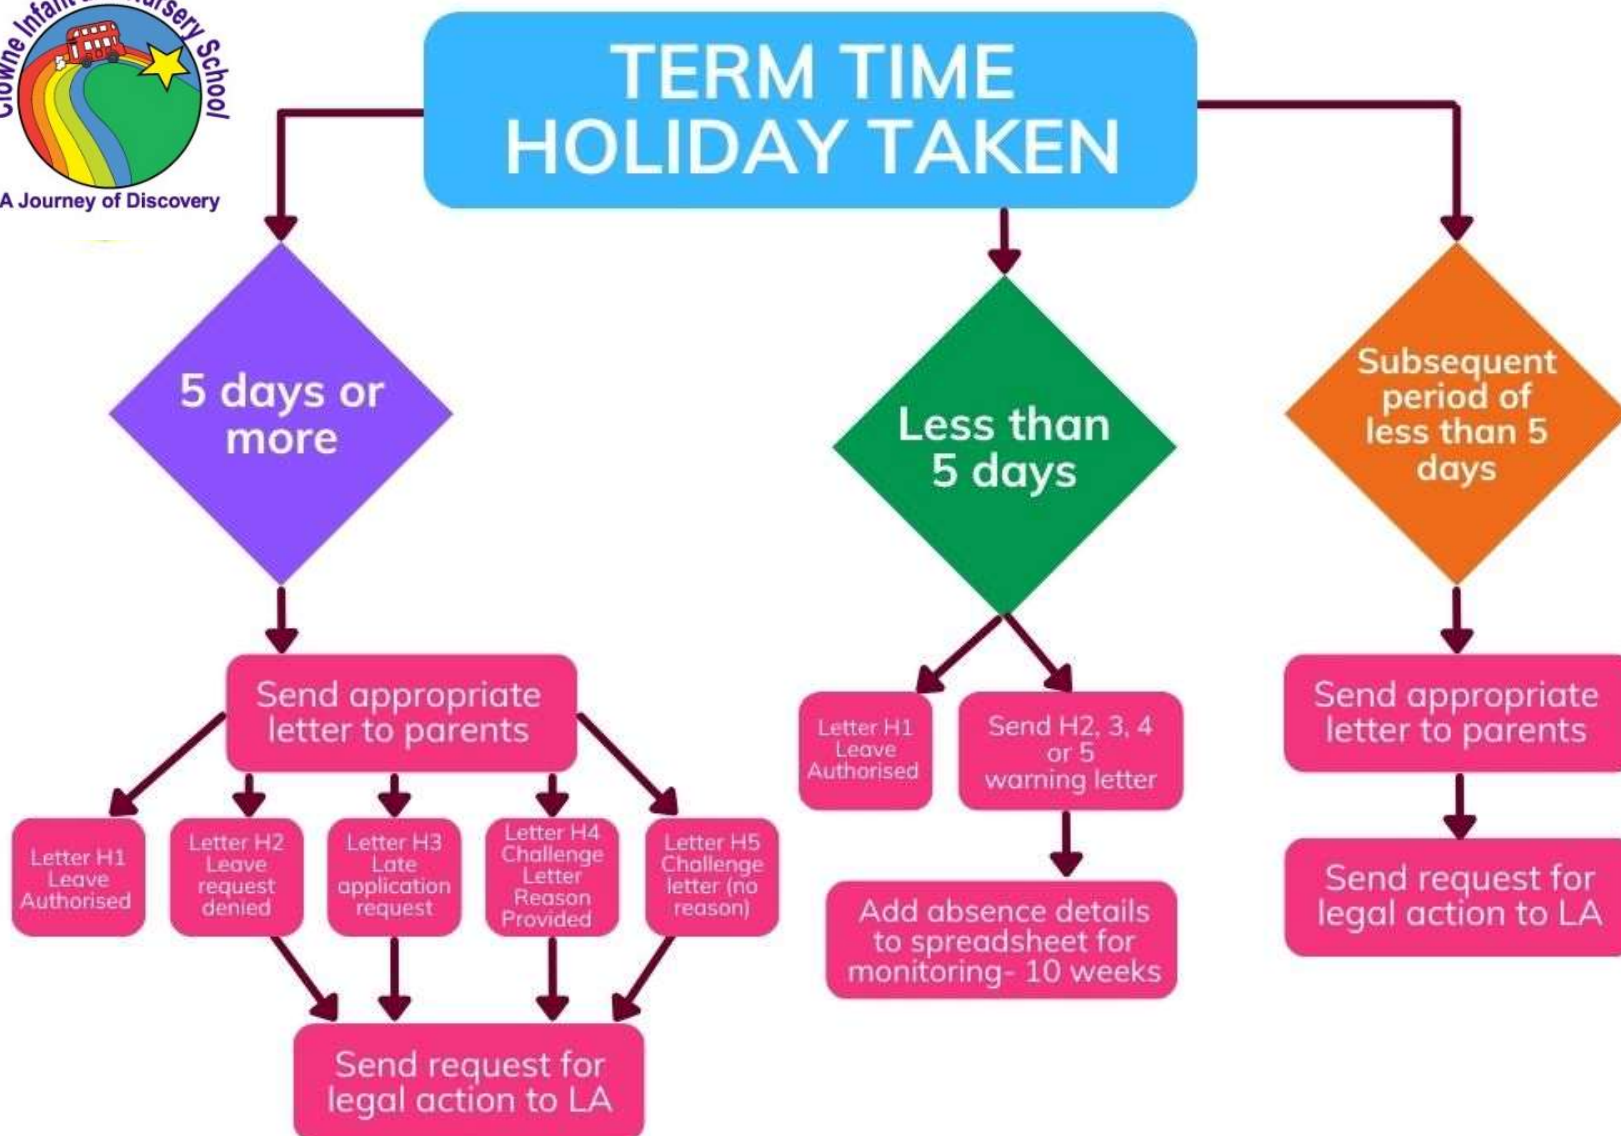 Clowne Infant and Nursery School
A Journey of Discovery
TERM TIME
HOLIDAY TAKEN
5 days or
more
Less than
5 days
Subsequent
period of
less than 5
days
Send appropriate
letter to parents
Letter H1
Leave
Authorised
Letter H2
Leave
request
denied
Letter H3
Late
application
request
Letter H4
Challenge
Letter
Reason
Provided
Letter H5
Challenge
letter (no
reason)
Send request for
legal action to LA
Letter H1
Leave
Authorised
Send H2, 3, 4
or 5
warning letter
Add absence details
to spreadsheet for
monitoring- 10 weeks
Send appropriate
letter to parents
Send request for
legal action to LA